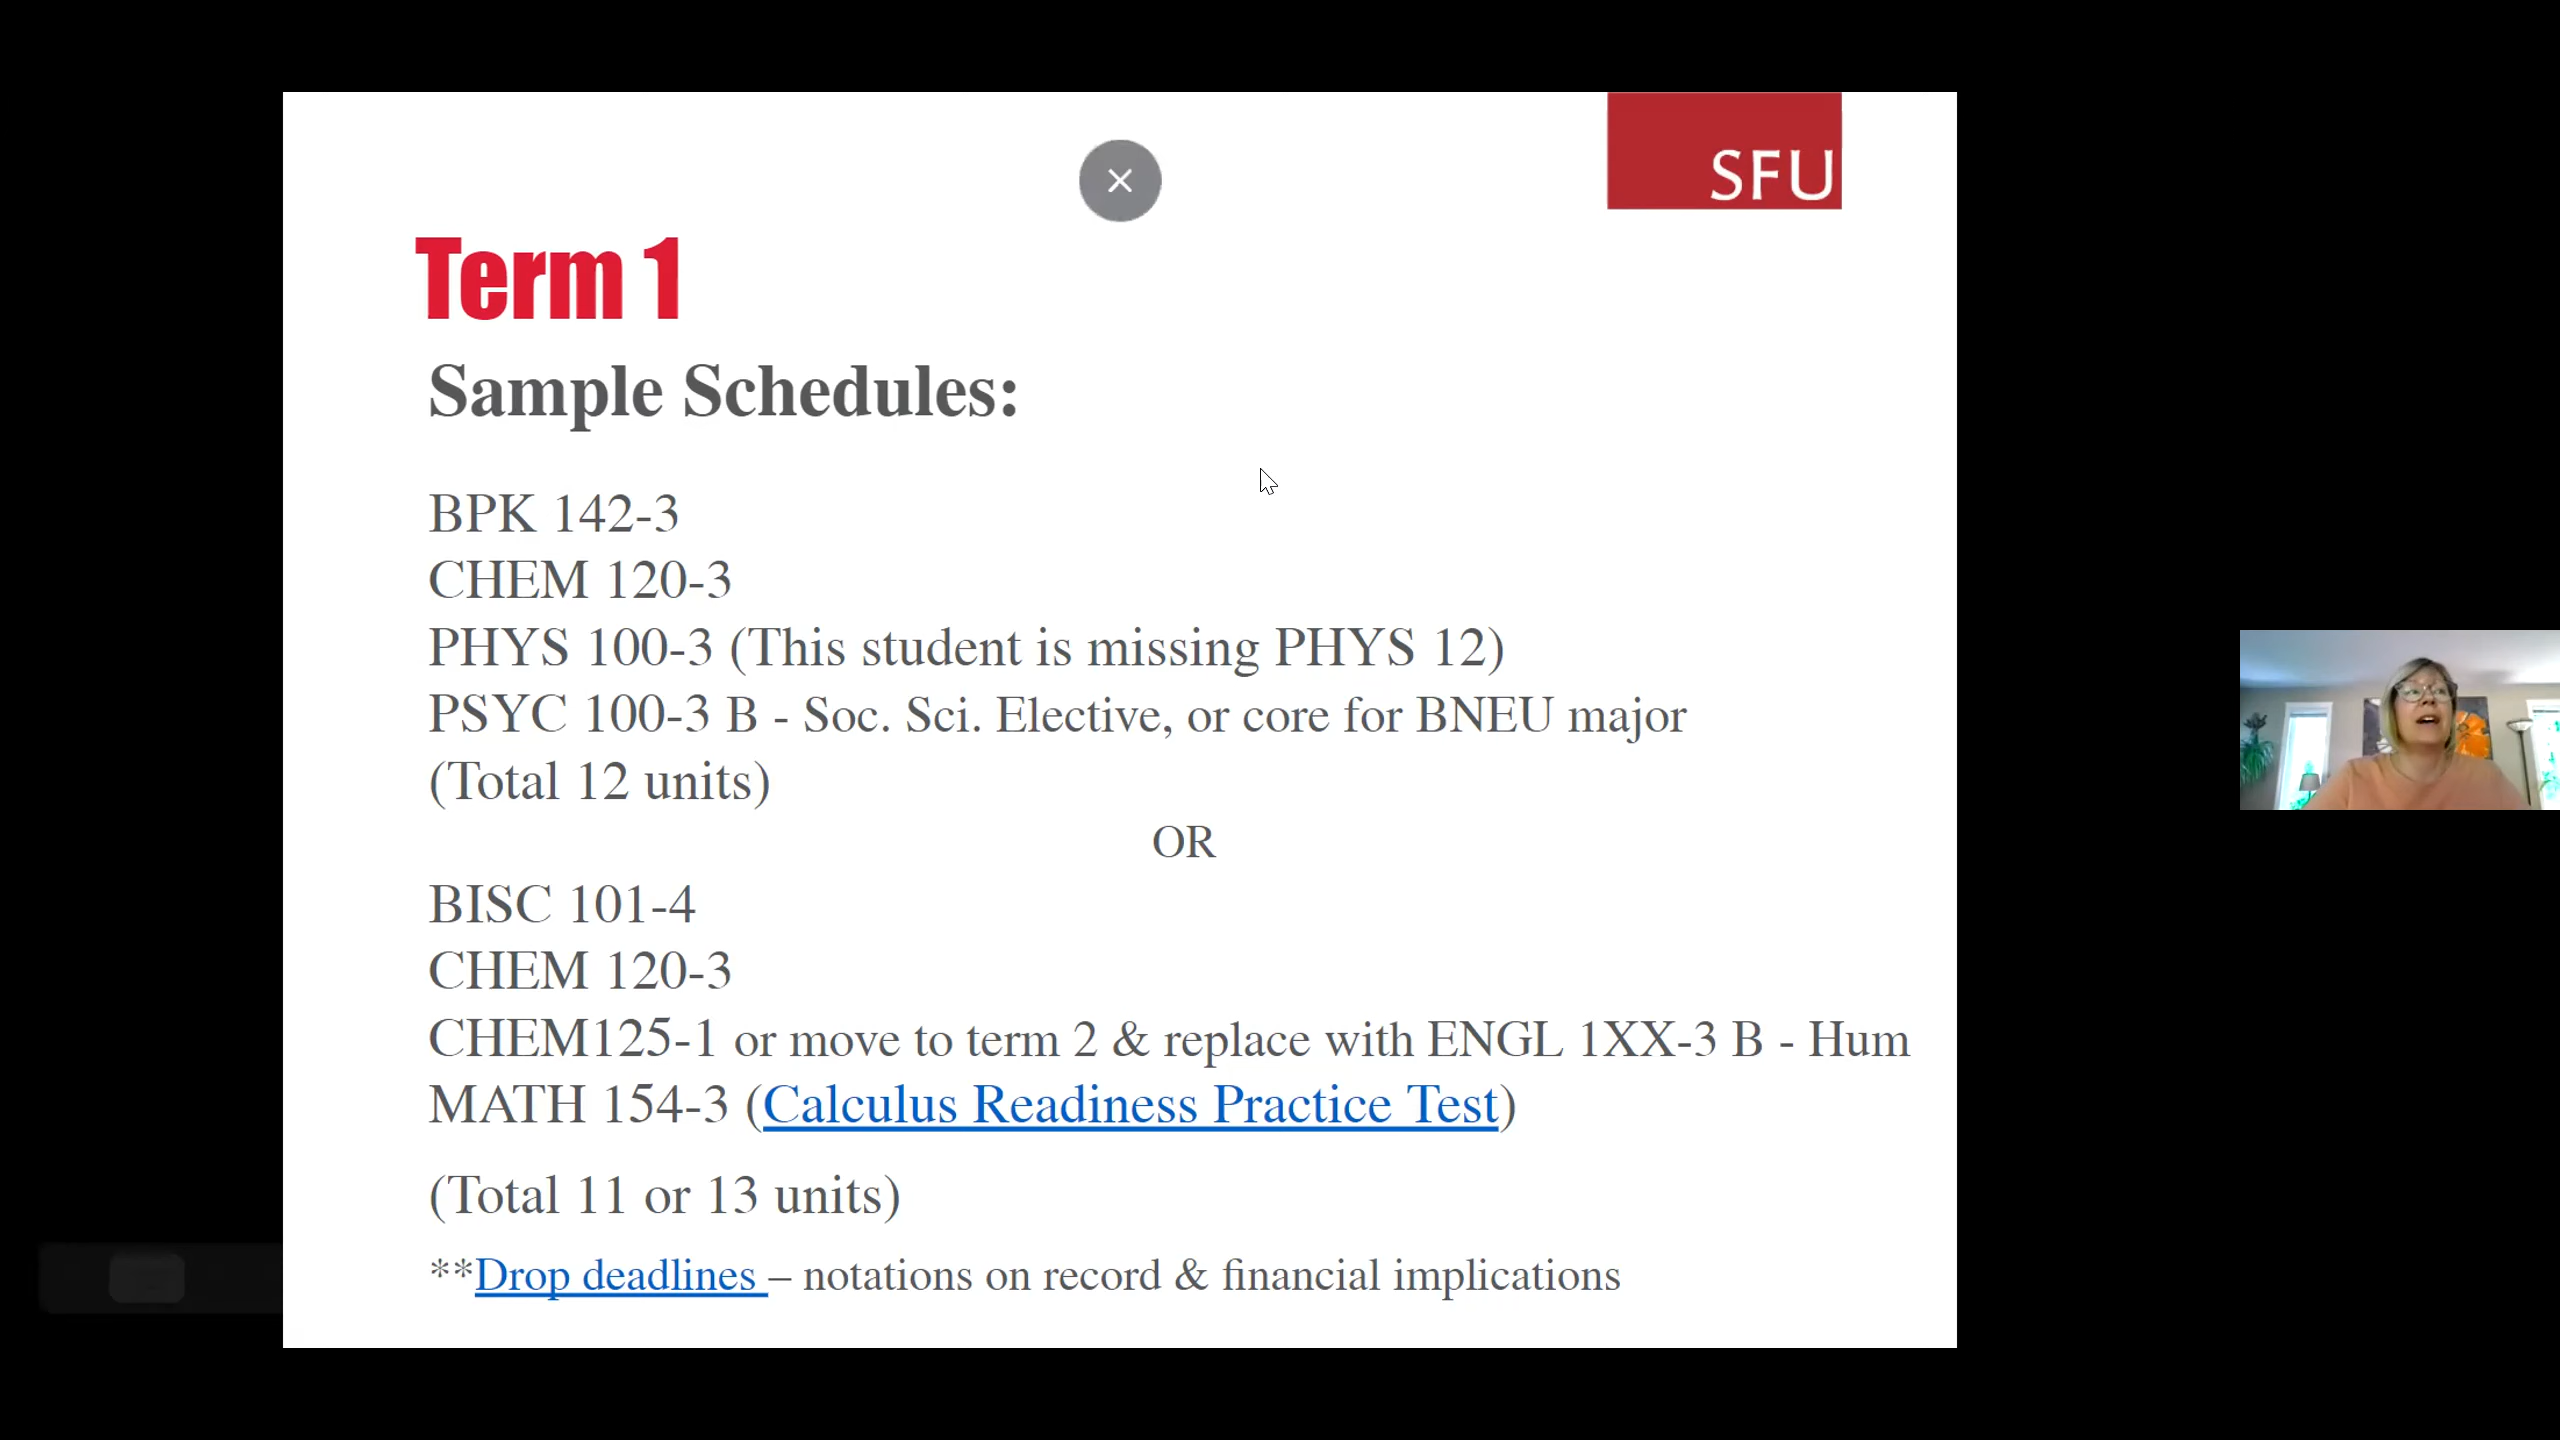 SFU
Term 1
Sample Schedules:
BPK 142-3
CHEM 120-3
PHYS 100-3 (This student is missing PHYS 12)
PSYC 100-3 B - Soc. Sci. Elective, or core for BNEU major
(Total 12 units)
OR
BISC 101-4
CHEM 120-3
CHEM125-1 or move to term 2 & replace with ENGL 1XX-3 B - Hum
MATH 154-3 (Calculus Readiness Practice Test)
(Total 11 or 13 units)
**Drop deadlines – notations on record & financial implications